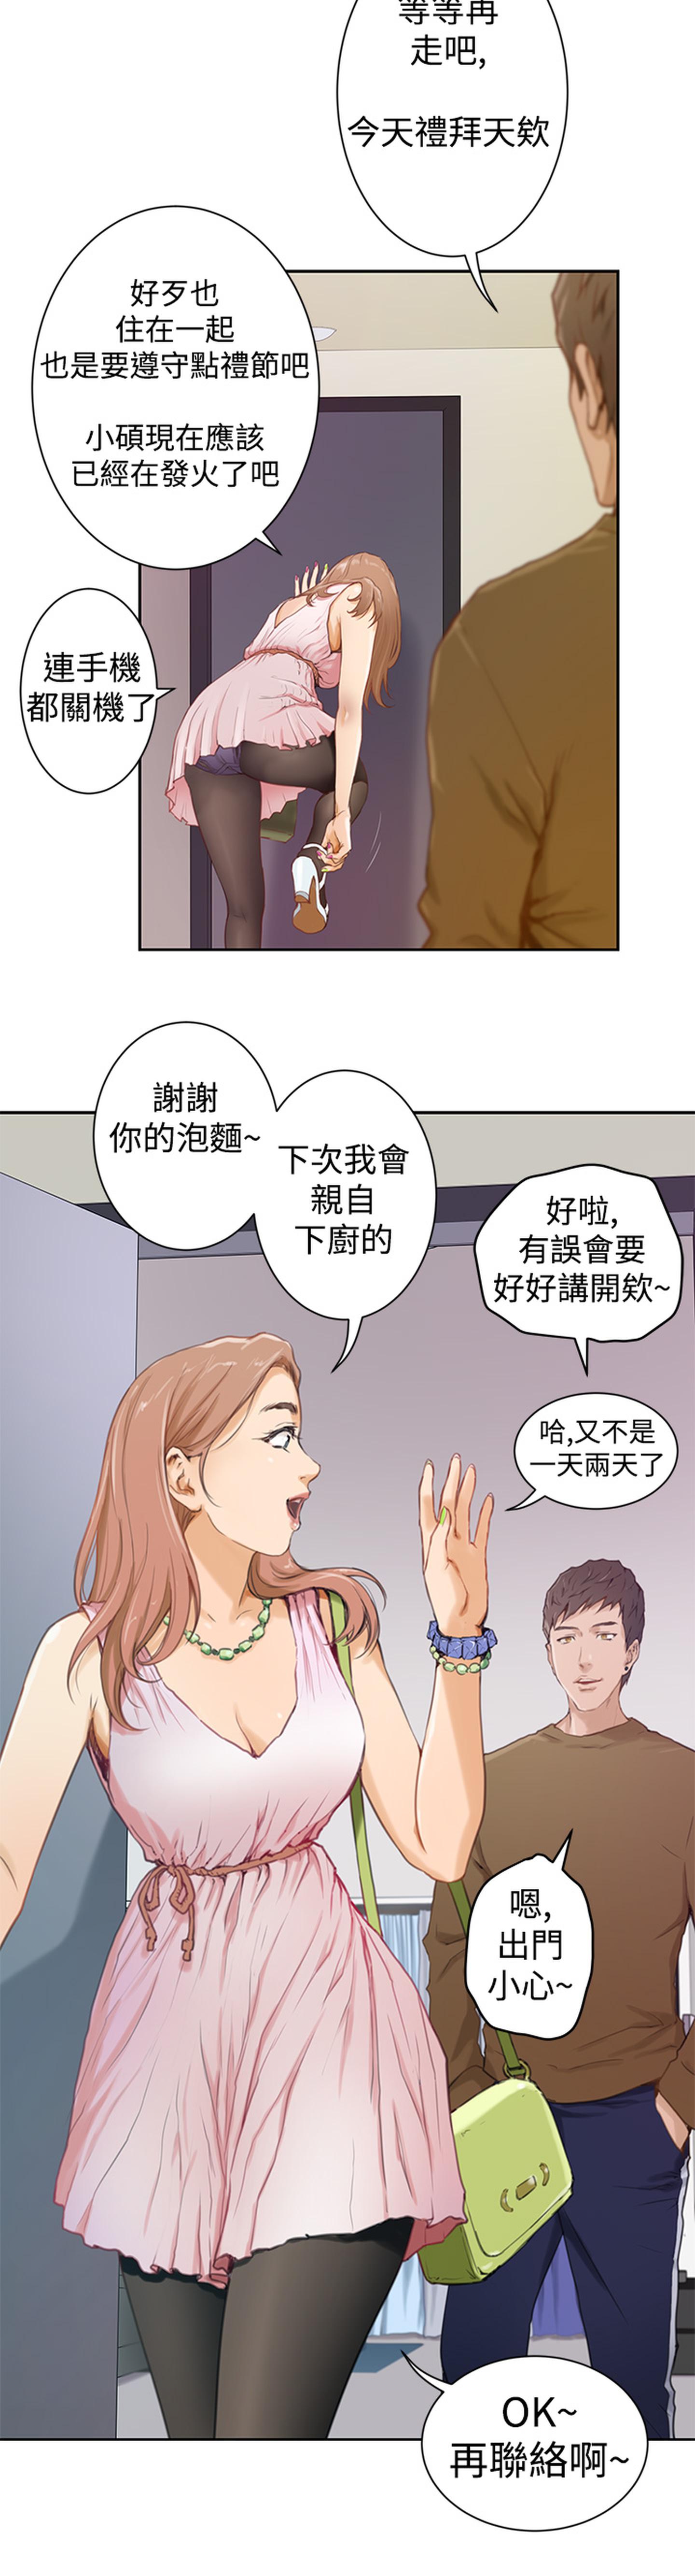 等等再
走吧,
今天禮拜天欸
好歹也
住在一起
也是要遵守點禮節吧
小碩現在應該
已經在發火了吧
連手機
都關機了
謝謝
你的泡麵~
下次我會
親自
下廚的
好啦,
有誤會要
好好講開欸~
哈,又不是
一天兩天了
嗯,
出門
小心~
OK~
再聯絡啊~